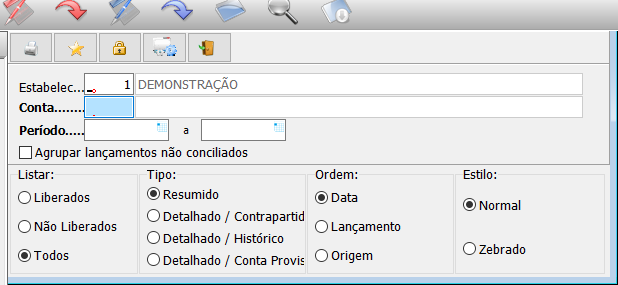 Estabelec... 1 DEMONSTRAÇÃO
Conta........
Período..... a
Agrupar lançamentos não conciliados
Listar: Tipo: Ordem: Estilo:
Liberados
Não Liberados
Todos
Resumido
Detalhado / Contrapartid
Detalhado / Histórico
Detalhado / Conta Provis
Data
Lançamento
Origem
Normal
Zebrado